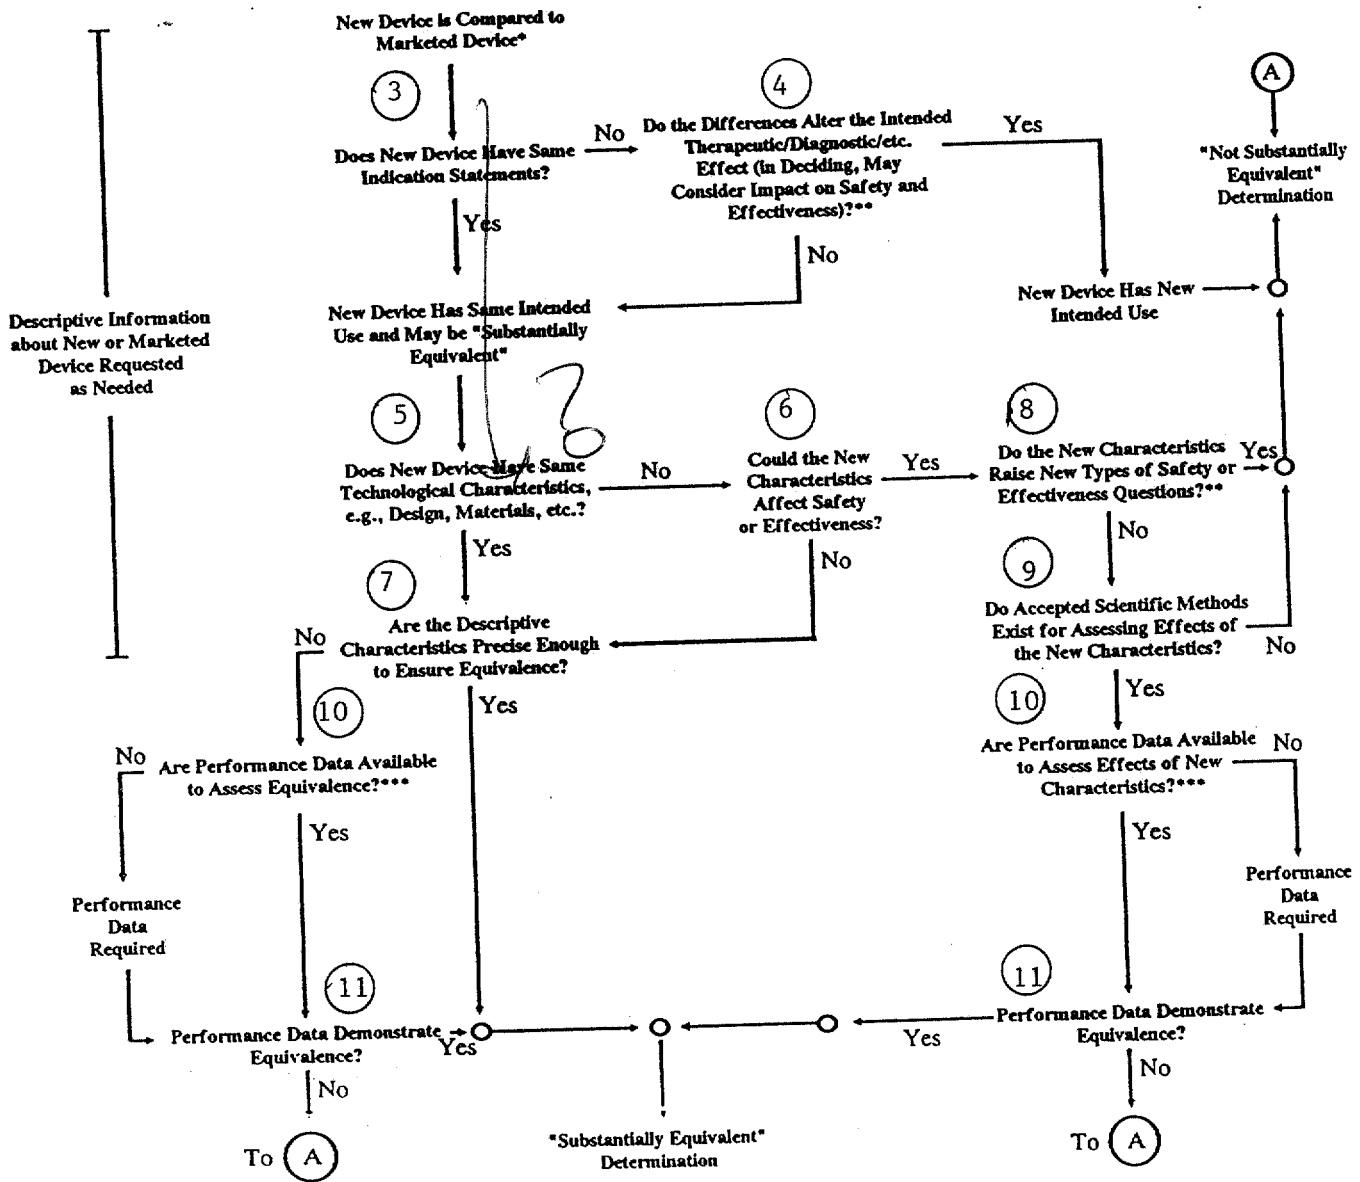 New Device is Compared to
Marketed Device*
3
Does New Device Have Same
Indication Statements?
No
4
Do the Differences Alter the Intended
Therapeutic/Diagnostic/etc.
Effect (in Deciding, May
Consider Impact on Safety and
Effectiveness)?**
Yes
A
"Not Substantially
Equivalent"
Determination
Yes
No
New Device Has Same Intended
Use and May be "Substantially
Equivalent"
New Device Has New
Intended Use
Descriptive Information
about New or Marketed
Device Requested
as Needed
?
5
Does New Device Have Same
Technological Characteristics,
e.g., Design, Materials, etc.?
No
6
Could the New
Characteristics
Affect Safety
or Effectiveness?
Yes
8
Do the New Characteristics
Raise New Types of Safety or
Effectiveness Questions?**
Yes
Yes
No
No
7
Are the Descriptive
Characteristics Precise Enough
to Ensure Equivalence?
No
Yes
9
Do Accepted Scientific Methods
Exist for Assessing Effects of
the New Characteristics?
No
Yes
10
Are Performance Data Available
to Assess Equivalence?***
No
Yes
10
Are Performance Data Available
to Assess Effects of New
Characteristics?***
No
Yes
Performance
Data
Required
Performance
Data
Required
11
Performance Data Demonstrate
Equivalence?
Yes
No
11
Performance Data Demonstrate
Equivalence?
Yes
No
To A
"Substantially Equivalent"
Determination
To A